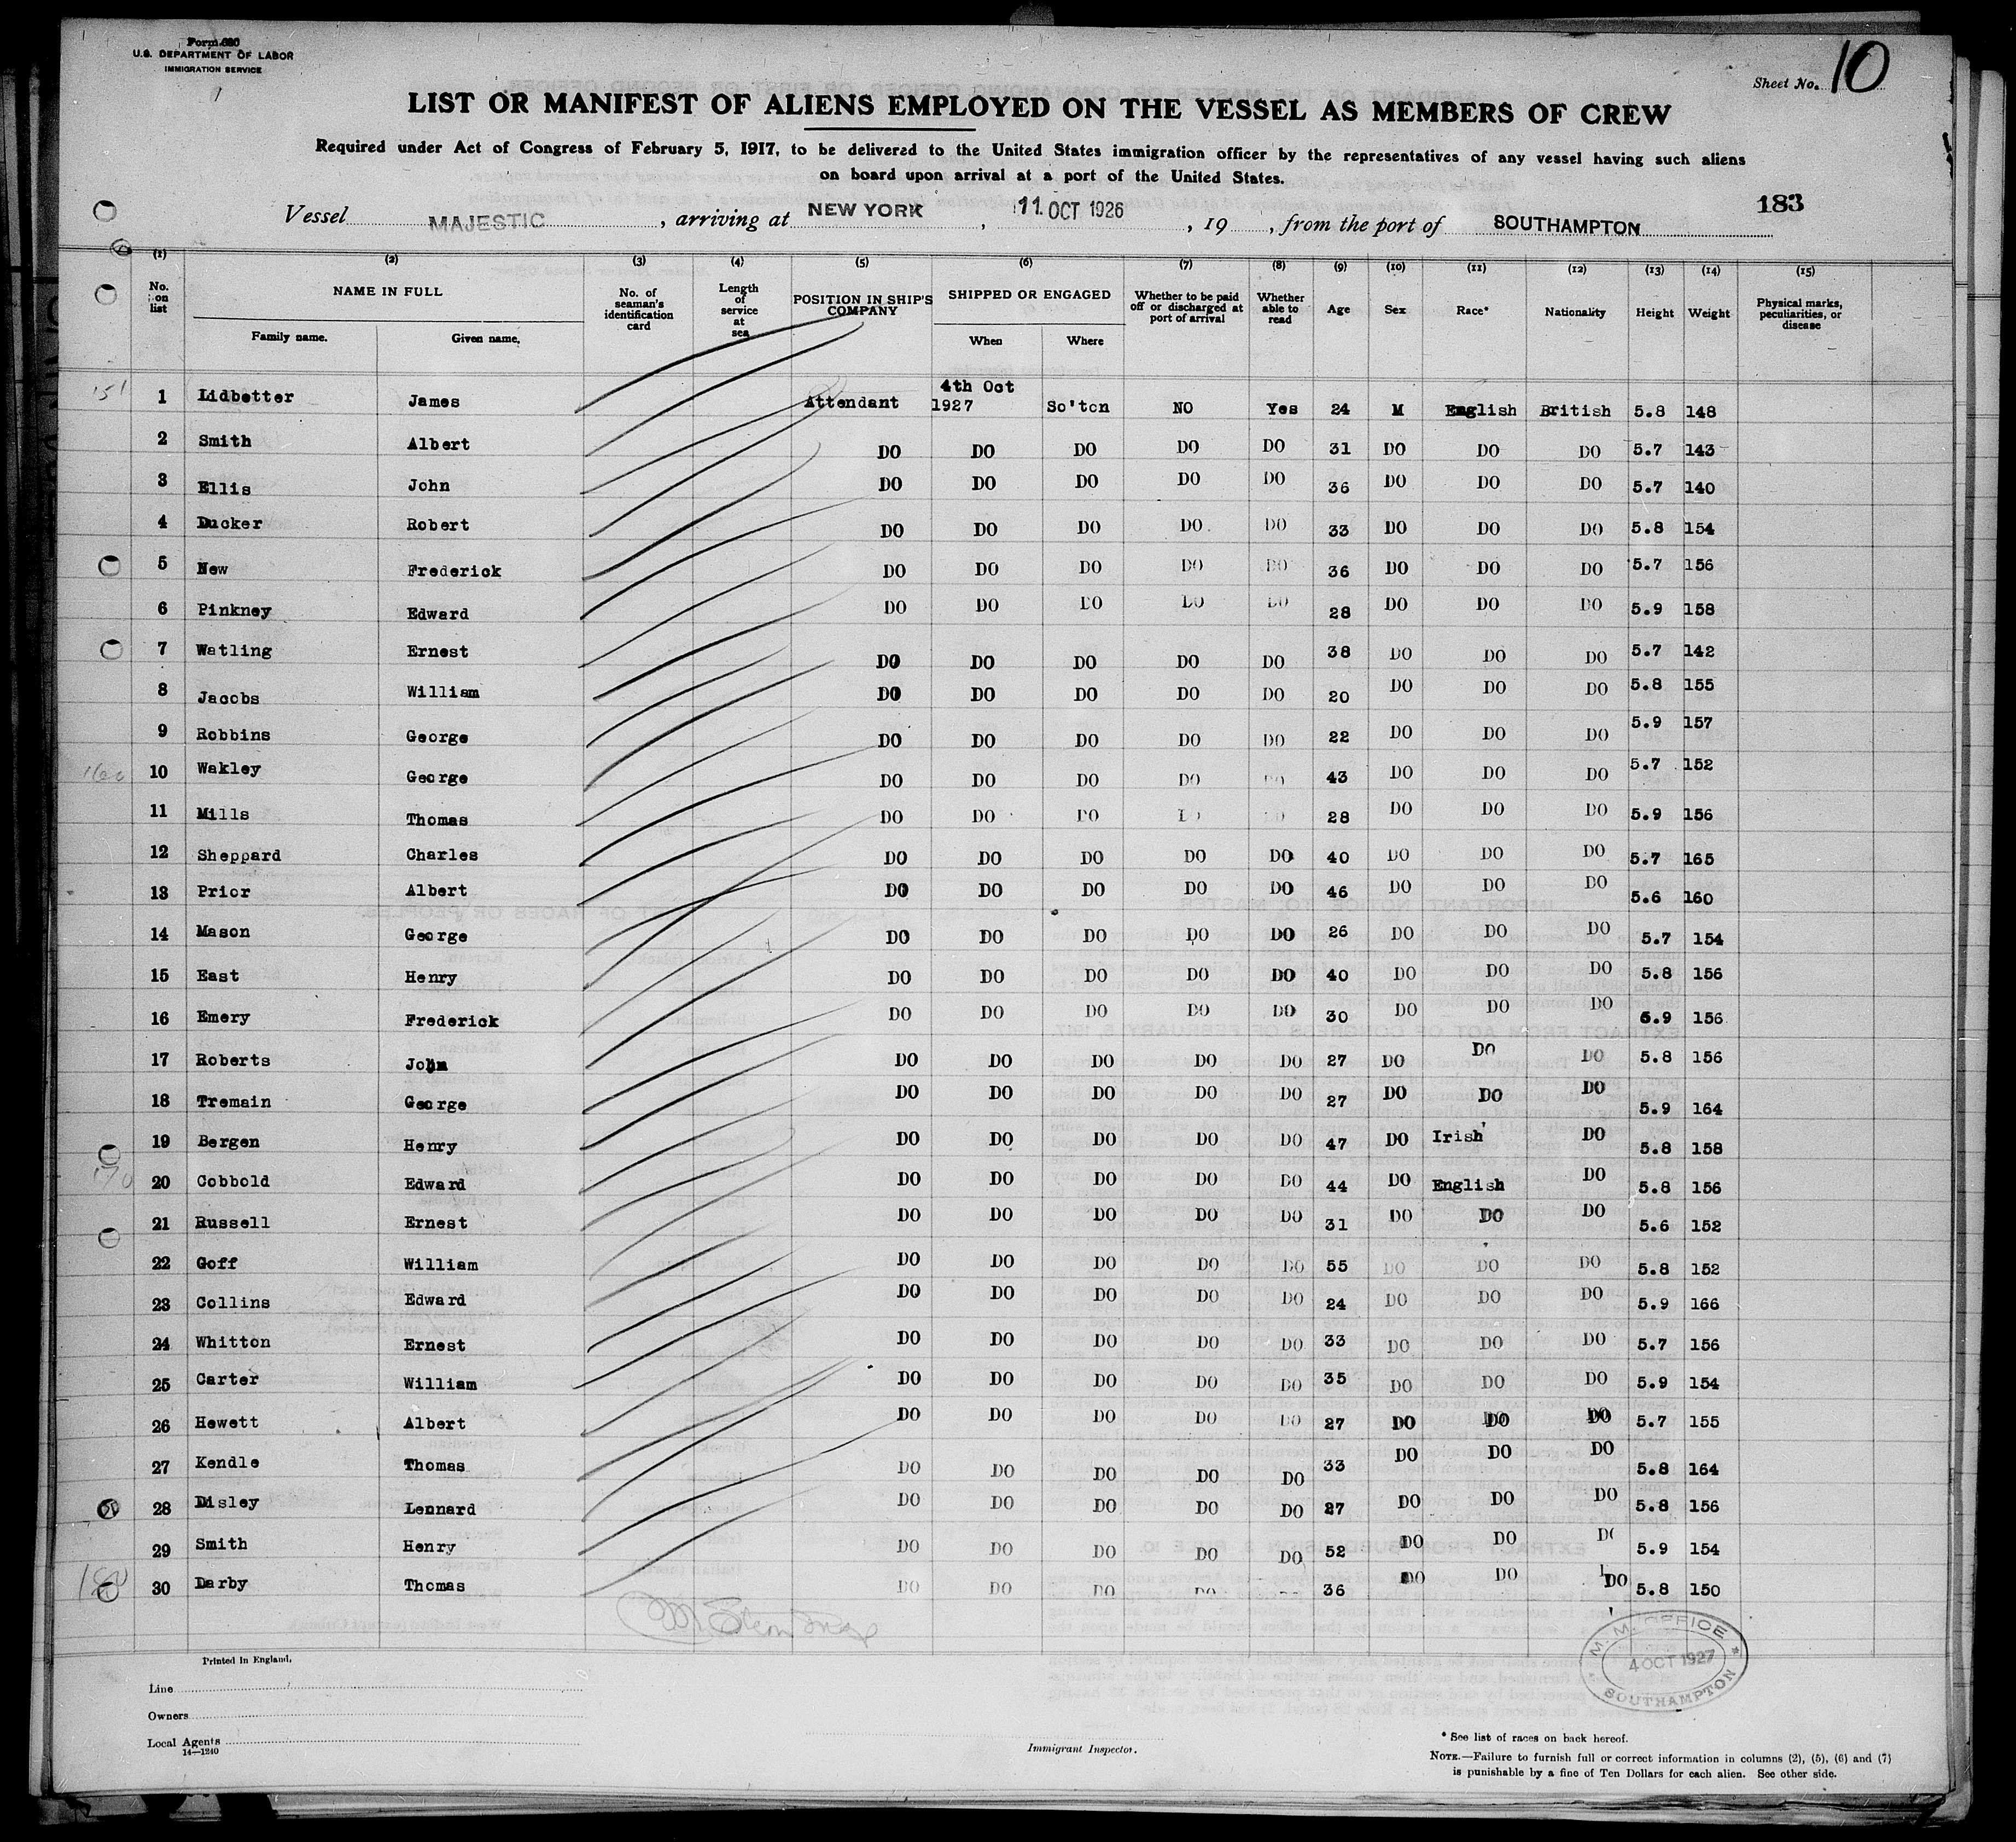 Form 680
U.S. DEPARTMENT OF LABOR
IMMIGRATION SERVICE
Sheet No. 10
LIST OR MANIFEST OF ALIENS EMPLOYED ON THE VESSEL AS MEMBERS OF CREW
Required under Act of Congress of February 5, 1917, to be delivered to the United States immigration officer by the representatives of any vessel having such aliens
on board upon arrival at a port of the United States.
183
Vessel MAJESTIC, arriving at NEW YORK, 11 OCT 1926, 19, from the port of SOUTHAMPTON
(1) (2) (3) (4) (5) (6) (7) (8) (9) (10) (11) (12) (13) (14) (15)
No. on list NAME IN FULL Family name. Given name. No. of seaman's identification card Length of service at sea POSITION IN SHIP'S COMPANY SHIPPED OR ENGAGED When Where Whether to be paid off or discharged at port of arrival Whether able to read Age Sex Race* Nationality Height Weight Physical marks, peculiarities, or disease
151 1 Lidbetter James Attendant 4th Oct 1927 So'ton NO Yes 24 M English British 5.8 148
2 Smith Albert DO DO DO DO DO 31 DO DO DO 5.7 143
3 Ellis John DO DO DO DO DO 36 DO DO DO 5.7 140
4 Ducker Robert DO DO DO DO DO 33 DO DO DO 5.8 154
5 New Frederick DO DO DO DO DO 36 DO DO DO 5.7 156
6 Pinkney Edward DO DO DO DO DO 28 DO DO DO 5.9 158
7 Watling Ernest DO DO DO DO DO 38 DO DO DO 5.7 142
8 Jacobs William DO DO DO DO DO 20 DO DO DO 5.8 155
9 Robbins George DO DO DO DO DO 22 DO DO DO 5.9 157
160 10 Wakley George DO DO DO DO DO 43 DO DO DO 5.7 152
11 Mills Thomas DO DO DO 28 DO DO DO 5.9 156
12 Sheppard Charles DO DO DO DO DO 40 DO DO DO 5.7 165
13 Prior Albert DO DO DO DO DO 46 DO DO DO 5.6 160
14 Mason George DO DO DO DO DO 26 DO DO DO 5.7 154
15 East Henry DO DO DO DO DO 40 DO DO DO 5.8 156
16 Emery Frederick DO DO DO DO DO 30 DO DO DO 5.9 156
17 Roberts John DO DO DO DO DO 27 DO DO DO 5.8 156
18 Tremain George DO DO DO DO DO 27 DO DO DO 5.9 164
19 Bergen Henry DO DO DO DO DO 47 DO Irish DO 5.8 158
170 20 Cobbold Edward DO DO DO DO DO 44 DO English DO 5.8 156
21 Russell Ernest DO DO DO DO DO 31 DO DO DO 5.6 152
22 Goff William DO DO DO DO DO 55 DO DO DO 5.8 152
23 Collins Edward DO DO DO DO DO 24 DO DO DO 5.9 166
24 Whitton Ernest DO DO DO DO DO 33 DO DO DO 5.7 156
25 Carter William DO DO DO DO DO 35 DO DO DO 5.9 154
26 Hewett Albert DO DO DO DO DO 27 DO DO DO 5.7 155
27 Kendle Thomas DO DO DO DO DO 33 DO DO DO 5.8 164
28 Disley Lennard DO DO DO DO DO 27 DO DO DO 5.8 156
29 Smith Henry DO DO DO DO DO 52 DO DO DO 5.9 154
180 30 Darby Thomas DO DO DO 36 DO DO DO 5.8 150
M. M. OFFICE
4 OCT 1927
SOUTHAMPTON
Printed in England.
Line
Owners
Local Agents
14—1240
Immigrant Inspector.
* See list of races on back hereof.
NOTE.—Failure to furnish full or correct information in columns (2), (5), (6) and (7)
is punishable by a fine of Ten Dollars for each alien. See other side.